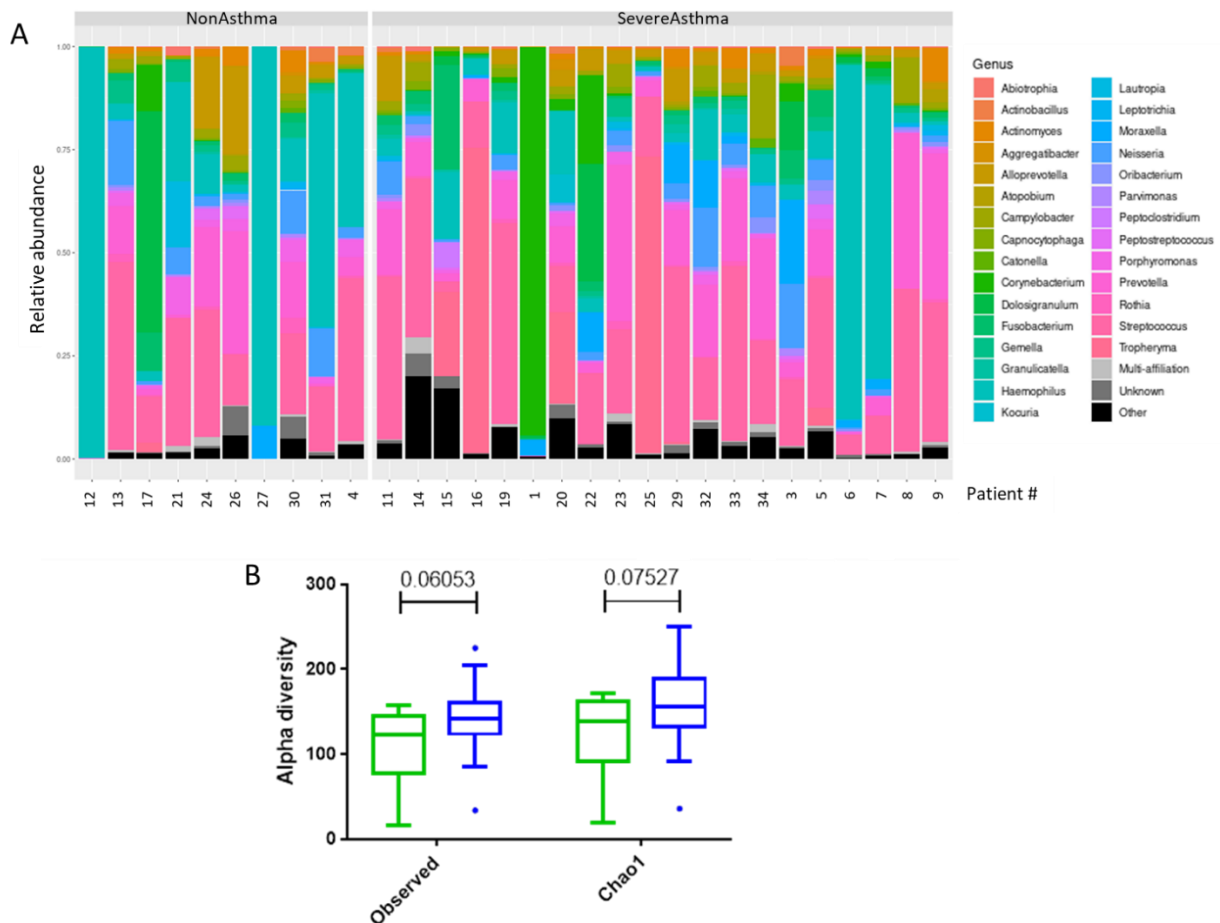 A
NonAsthma
SevereAsthma
Relative abundance
1.00
0.75
0.50
0.25
0.00
12 13 17 21 24 26 27 30 31 4 11 14 15 16 19 1 20 22 23 25 29 32 33 34 3 5 6 7 8 9
Patient #
Genus
Abiotrophia
Actinobacillus
Actinomyces
Aggregatibacter
Alloprevotella
Atopobium
Campylobacter
Capnocytophaga
Catonella
Corynebacterium
Dolosigranulum
Fusobacterium
Gemella
Granulicatella
Haemophilus
Kocuria
Lautropia
Leptotrichia
Moraxella
Neisseria
Oribacterium
Parvimonas
Peptoclostridium
Peptostreptococcus
Porphyromonas
Prevotella
Rothia
Streptococcus
Tropheryma
Multi-affiliation
Unknown
Other
B
Alpha diversity
300
200
100
0
0.06053
0.07527
Observed
Chao1